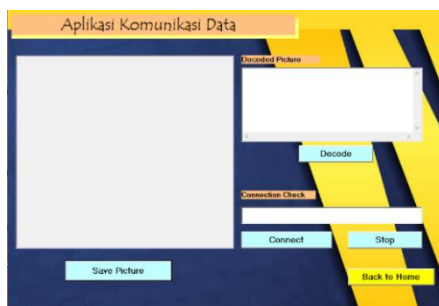 Aplikasi Komunikasi Data
Decoded Picture
Decode
Connection Check
Connect
Stop
Save Picture
Back to Home